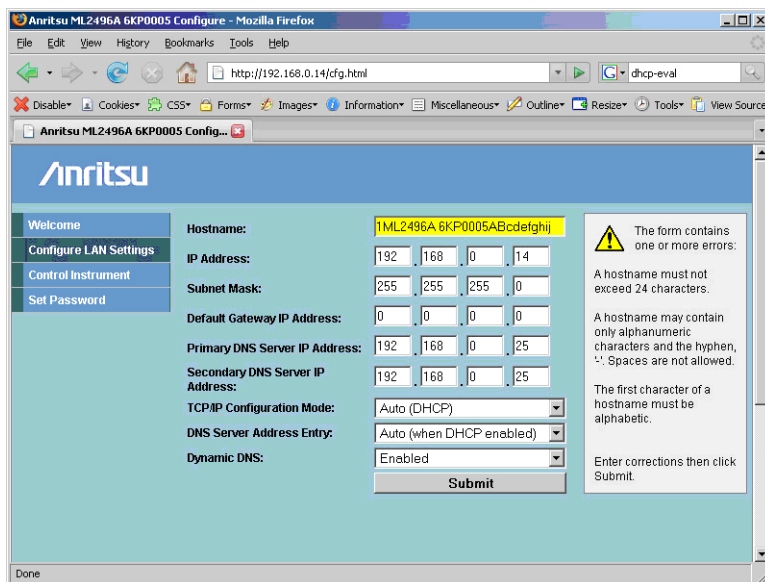 Anritsu ML2496A 6KP0005 Configure - Mozilla Firefox
File Edit View History Bookmarks Tools Help
http://192.168.0.14/cfg.html
dhcp-eval
Disable Cookies CSS Forms Images Information Miscellaneous Outline Resize Tools View Source
Anritsu ML2496A 6KP0005 Config...
Anritsu
Welcome
Configure LAN Settings
Control Instrument
Set Password
Hostname: 1ML2496A 6KP0005ABcdefghij
IP Address: 192 . 168 . 0 . 14
Subnet Mask: 255 . 255 . 255 . 0
Default Gateway IP Address: 0 . 0 . 0 . 0
Primary DNS Server IP Address: 192 . 168 . 0 . 25
Secondary DNS Server IP
Address: 192 . 168 . 0 . 25
TCP/IP Configuration Mode: Auto (DHCP)
DNS Server Address Entry: Auto (when DHCP enabled)
Dynamic DNS: Enabled
Submit
The form contains
one or more errors:
A hostname must not
exceed 24 characters.
A hostname may contain
only alphanumeric
characters and the hyphen,
'-'. Spaces are not allowed.
The first character of a
hostname must be
alphabetic.
Enter corrections then click
Submit.
Done